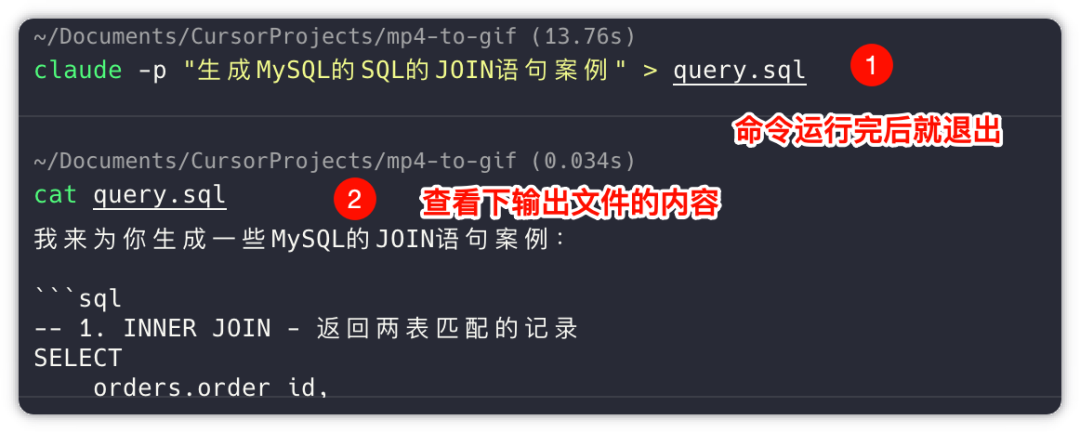 ~/Documents/CursorProjects/mp4-to-gif (13.76s)
claude -p "生成MySQL的SQL的JOIN语句案例" > query.sql
1
命令运行完后就退出
~/Documents/CursorProjects/mp4-to-gif (0.034s)
cat query.sql
2
查看下输出文件的内容
我来为你生成一些MySQL的JOIN语句案例：
```sql
-- 1. INNER JOIN - 返回两表匹配的记录
SELECT
    orders.order_id,